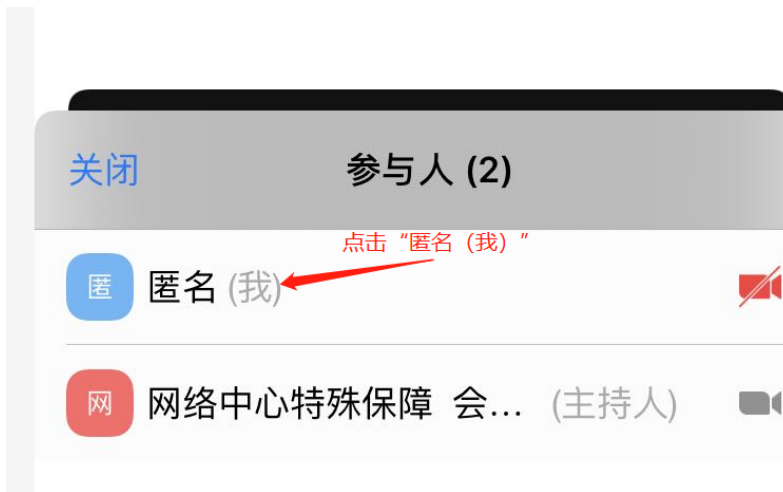 关闭
参与人 (2)
点击“匿名（我）”
匿
匿名 (我)
网
网络中心特殊保障 会... (主持人)